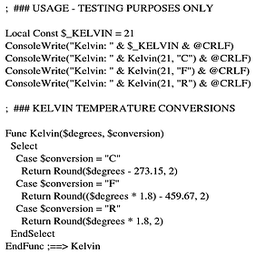 ; ### USAGE - TESTING PURPOSES ONLY
Local Const $_KELVIN = 21
ConsoleWrite("Kelvin: " & $_KELVIN & @CRLF)
ConsoleWrite("Kelvin: " & Kelvin(21, "C") & @CRLF)
ConsoleWrite("Kelvin: " & Kelvin(21, "F") & @CRLF)
ConsoleWrite("Kelvin: " & Kelvin(21, "R") & @CRLF)
; ### KELVIN TEMPERATURE CONVERSIONS
Func Kelvin($degrees, $conversion)
Select
Case $conversion = "C"
Return Round($degrees - 273.15, 2)
Case $conversion = "F"
Return Round(($degrees * 1.8) - 459.67, 2)
Case $conversion = "R"
Return Round($degrees * 1.8, 2)
EndSelect
EndFunc ;==> Kelvin